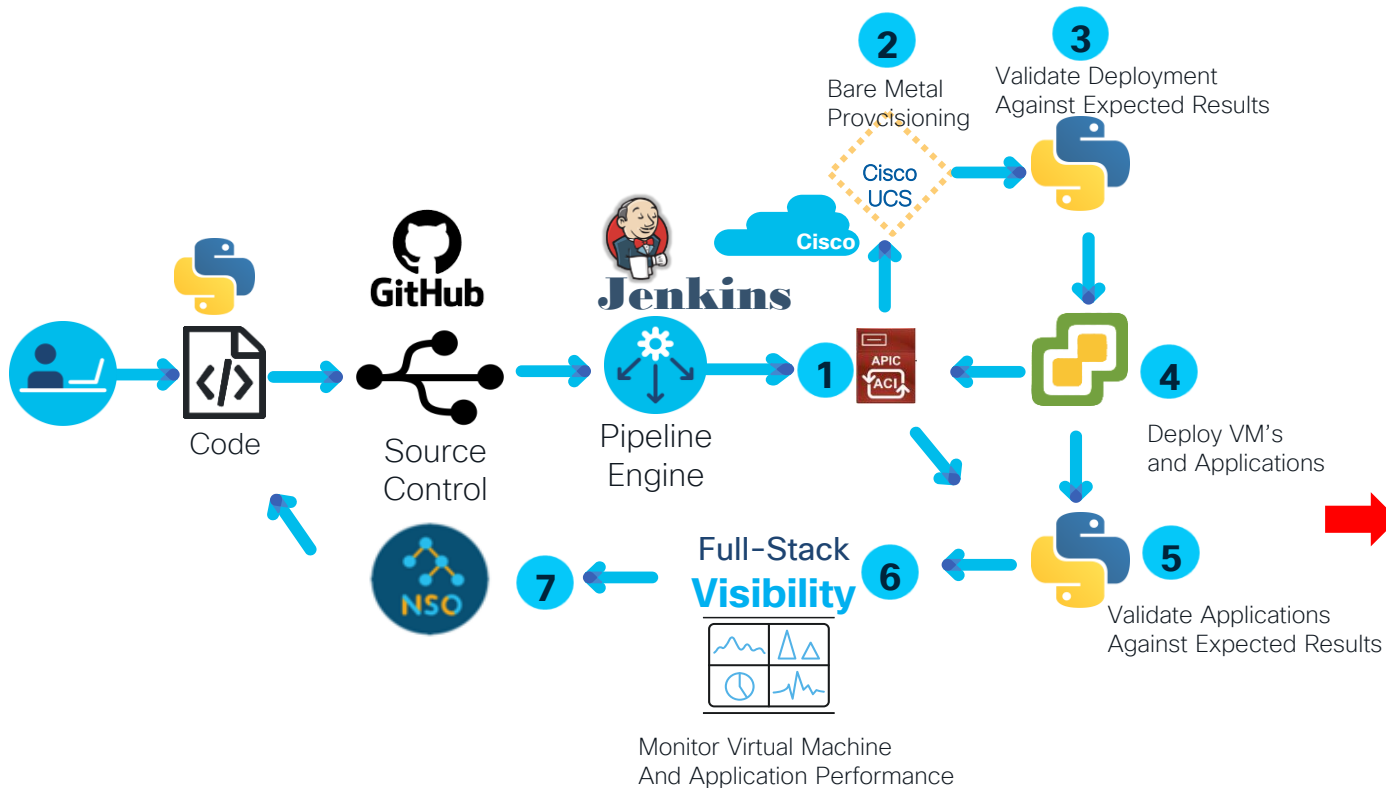 2
Bare Metal
Provcisioning
3
Validate Deployment
Against Expected Results
Cisco
UCS
Cisco
GitHub
Jenkins
</>
Code
Source
Control
Pipeline
Engine
1
APIC
ACI
4
Deploy VM's
and Applications
5
Validate Applications
Against Expected Results
Full-Stack
Visibility
6
Monitor Virtual Machine
And Application Performance
7
NSO